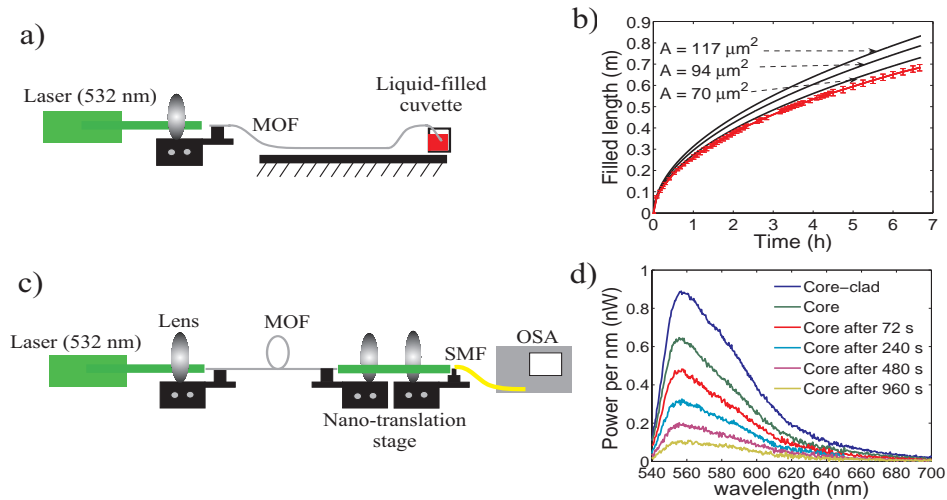 a)
Laser (532 nm)
MOF
Liquid-filled
cuvette
b)
Filled length (m)
0.9
0.8
0.7
0.6
0.5
0.4
0.3
0.2
0.1
0
A = 117 μm²
A = 94 μm²
A = 70 μm²
0 1 2 3 4 5 6 7
Time (h)
c)
Laser (532 nm)
Lens
MOF
SMF
OSA
Nano-translation
stage
d)
Power per nm (nW)
1
0.8
0.6
0.4
0.2
0
Core−clad
Core
Core after 72 s
Core after 240 s
Core after 480 s
Core after 960 s
540 560 580 600 620 640 660 680 700
wavelength (nm)